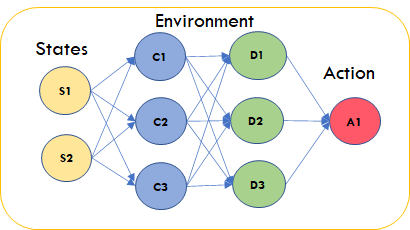 Environment
States
Action
S1
S2
C1
C2
C3
D1
D2
D3
A1